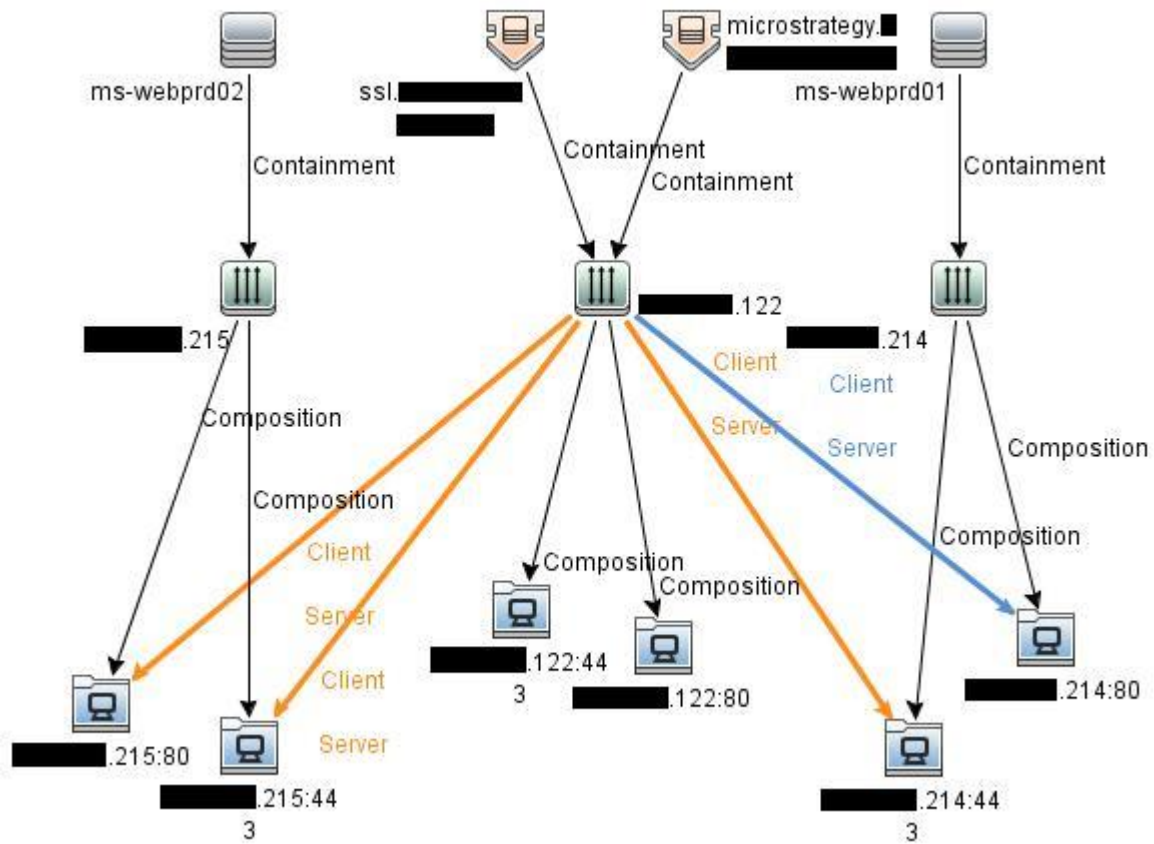 microstrategy.
ms-webprd02
ssl.
ms-webprd01
Containment
Containment
Containment
Containment
.215
.122
.214
Client
Server
Client
Server
Composition
Composition
Client
Server
Client
Server
Composition
Composition
Composition
Composition
.215:80
.215:44
3
.122:44
3
.122:80
.214:44
3
.214:80